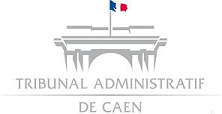 TRIBUNAL ADMINISTRATIF
DE CAEN